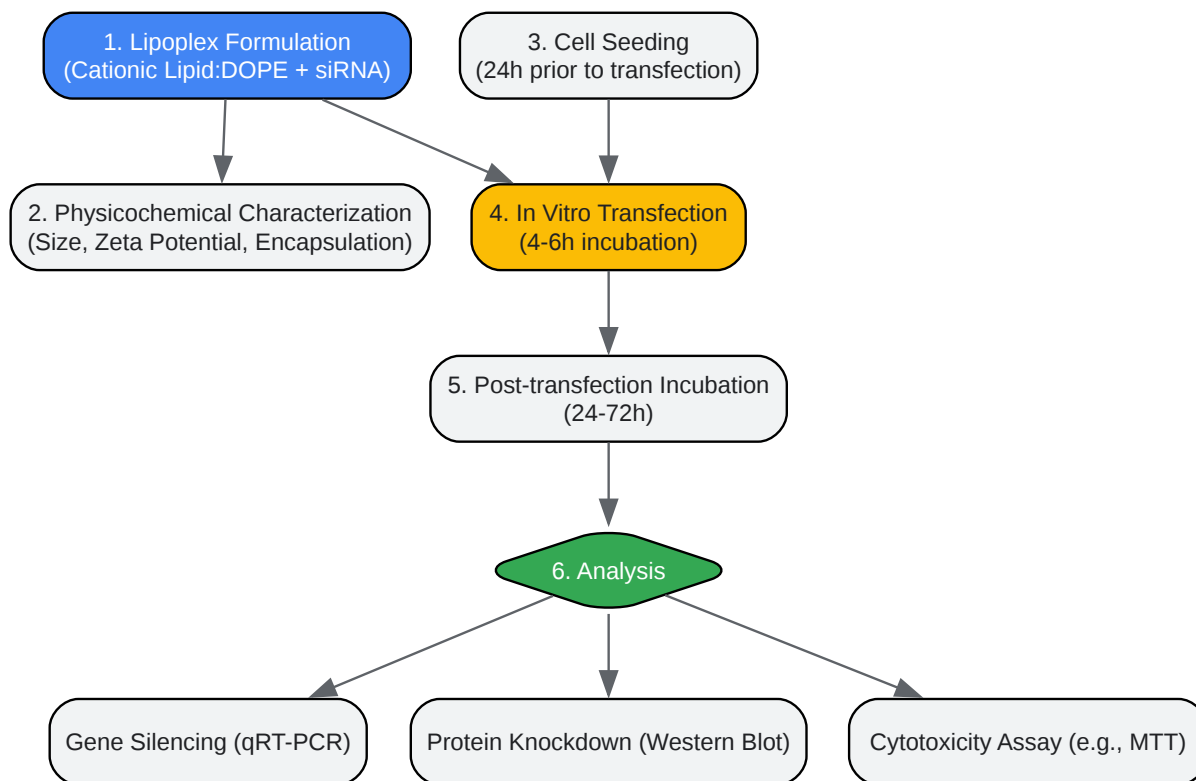 1. Lipoplex Formulation
(Cationic Lipid:DOPE + siRNA)
3. Cell Seeding
(24h prior to transfection)
2. Physicochemical Characterization
(Size, Zeta Potential, Encapsulation)
4. In Vitro Transfection
(4-6h incubation)
5. Post-transfection Incubation
(24-72h)
6. Analysis
Gene Silencing (qRT-PCR)
Protein Knockdown (Western Blot)
Cytotoxicity Assay (e.g., MTT)